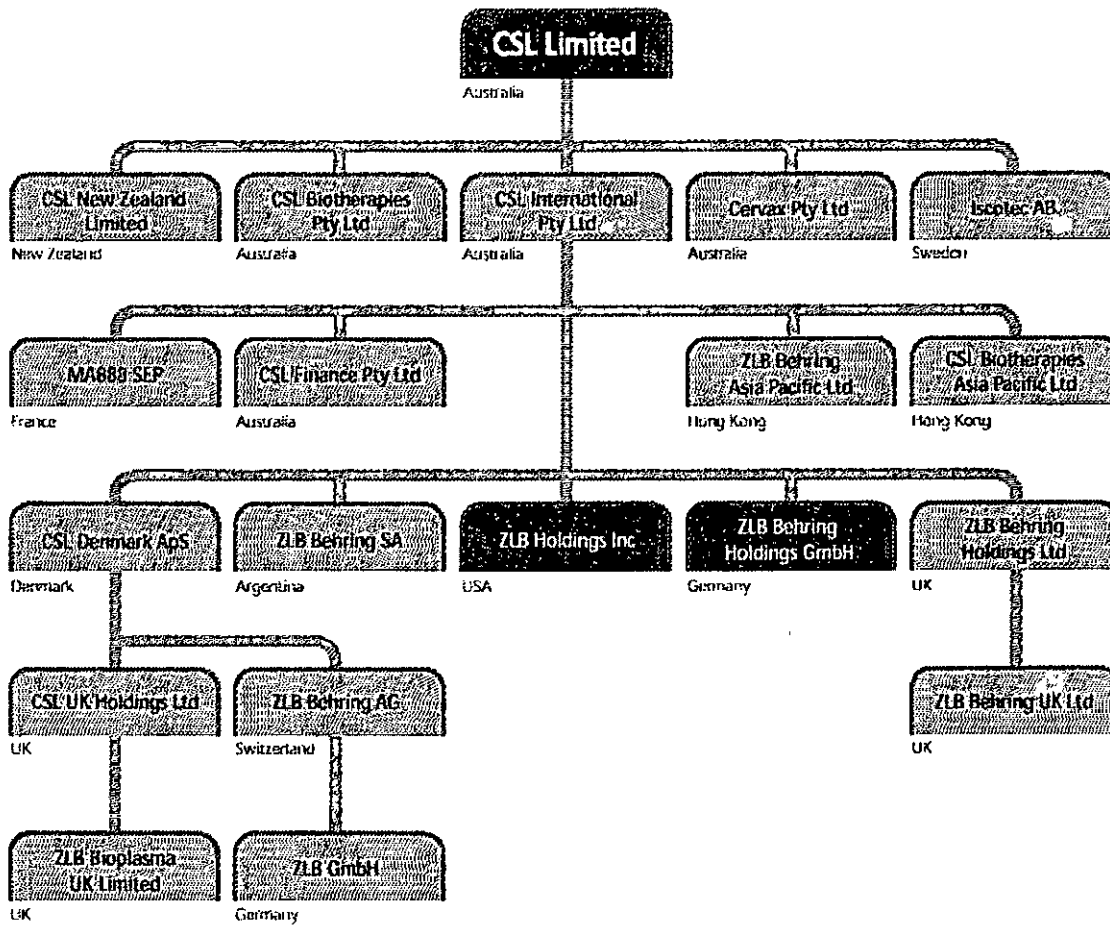 CSL Limited
Australia
CSL New Zealand
Limited
New Zealand
CSL Biotherapies
Pty Ltd
Australia
CSL International
Pty Ltd
Australia
Cervax Pty Ltd
Australia
Iscotec AB
Sweden
SEP
France
CSL Finance Pty Ltd
Australia
ZLB Behring
Asia Pacific Ltd
Hong Kong
CSL Biotherapies
Asia Pacific Ltd
Hong Kong
CSL Denmark ApS
Denmark
ZLB Behring SA
Argentina
ZLB Holdings Inc
USA
ZLB Behring
Holdings GmbH
Germany
ZLB Behring
Holdings Ltd
UK
CSL UK Holdings Ltd
UK
ZLB Behring AG
Switzerland
ZLB Behring UK Ltd
UK
ZLB Bioplasma
UK Limited
UK
ZLB GmbH
Germany